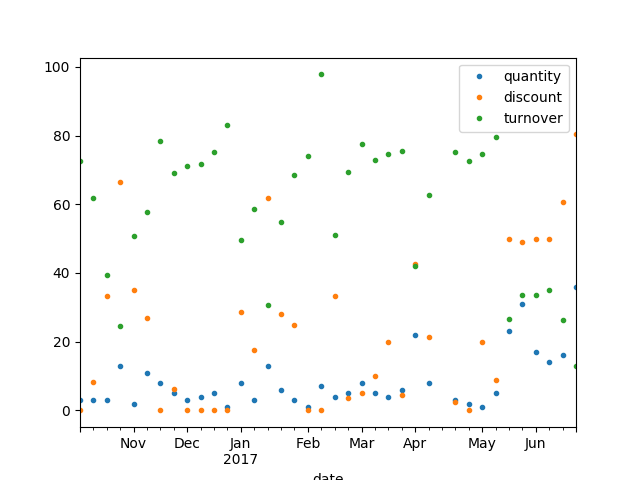 100
80
60
40
20
0
quantity
discount
turnover
Nov
Dec
Jan
2017
Feb
Mar
Apr
May
Jun
date